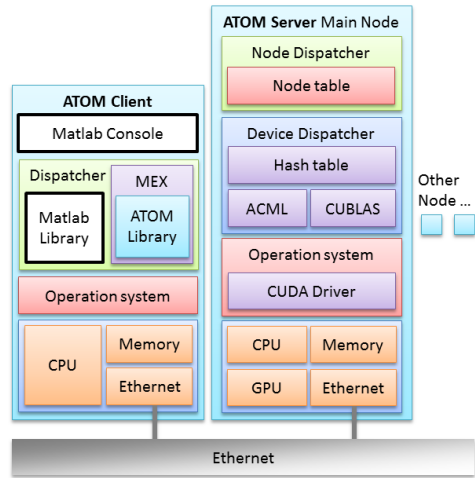 ATOM Server Main Node
Node Dispatcher
Node table
Device Dispatcher
Hash table
ACML
CUBLAS
Operation system
CUDA Driver
CPU
Memory
GPU
Ethernet
ATOM Client
Matlab Console
Dispatcher
MEX
Matlab
Library
ATOM
Library
Operation system
CPU
Memory
Ethernet
Other
Node ...
Ethernet